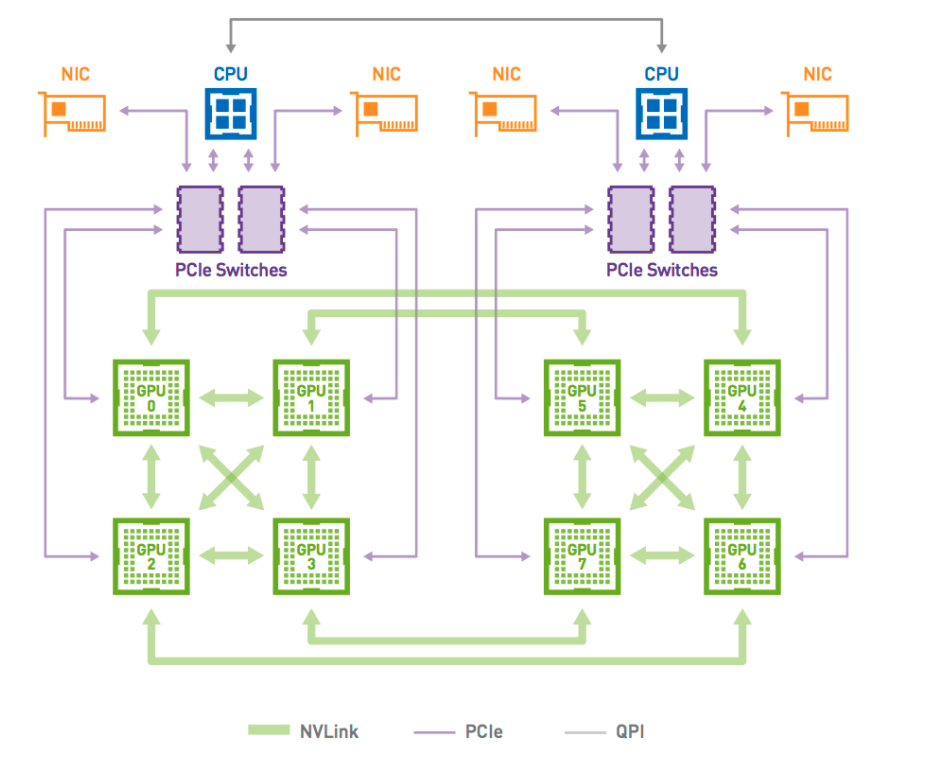 NIC
CPU
NIC
NIC
CPU
NIC
PCIe Switches
PCIe Switches
GPU
0
GPU
1
GPU
5
GPU
4
GPU
2
GPU
3
GPU
7
GPU
6
NVLink
PCIe
QPI